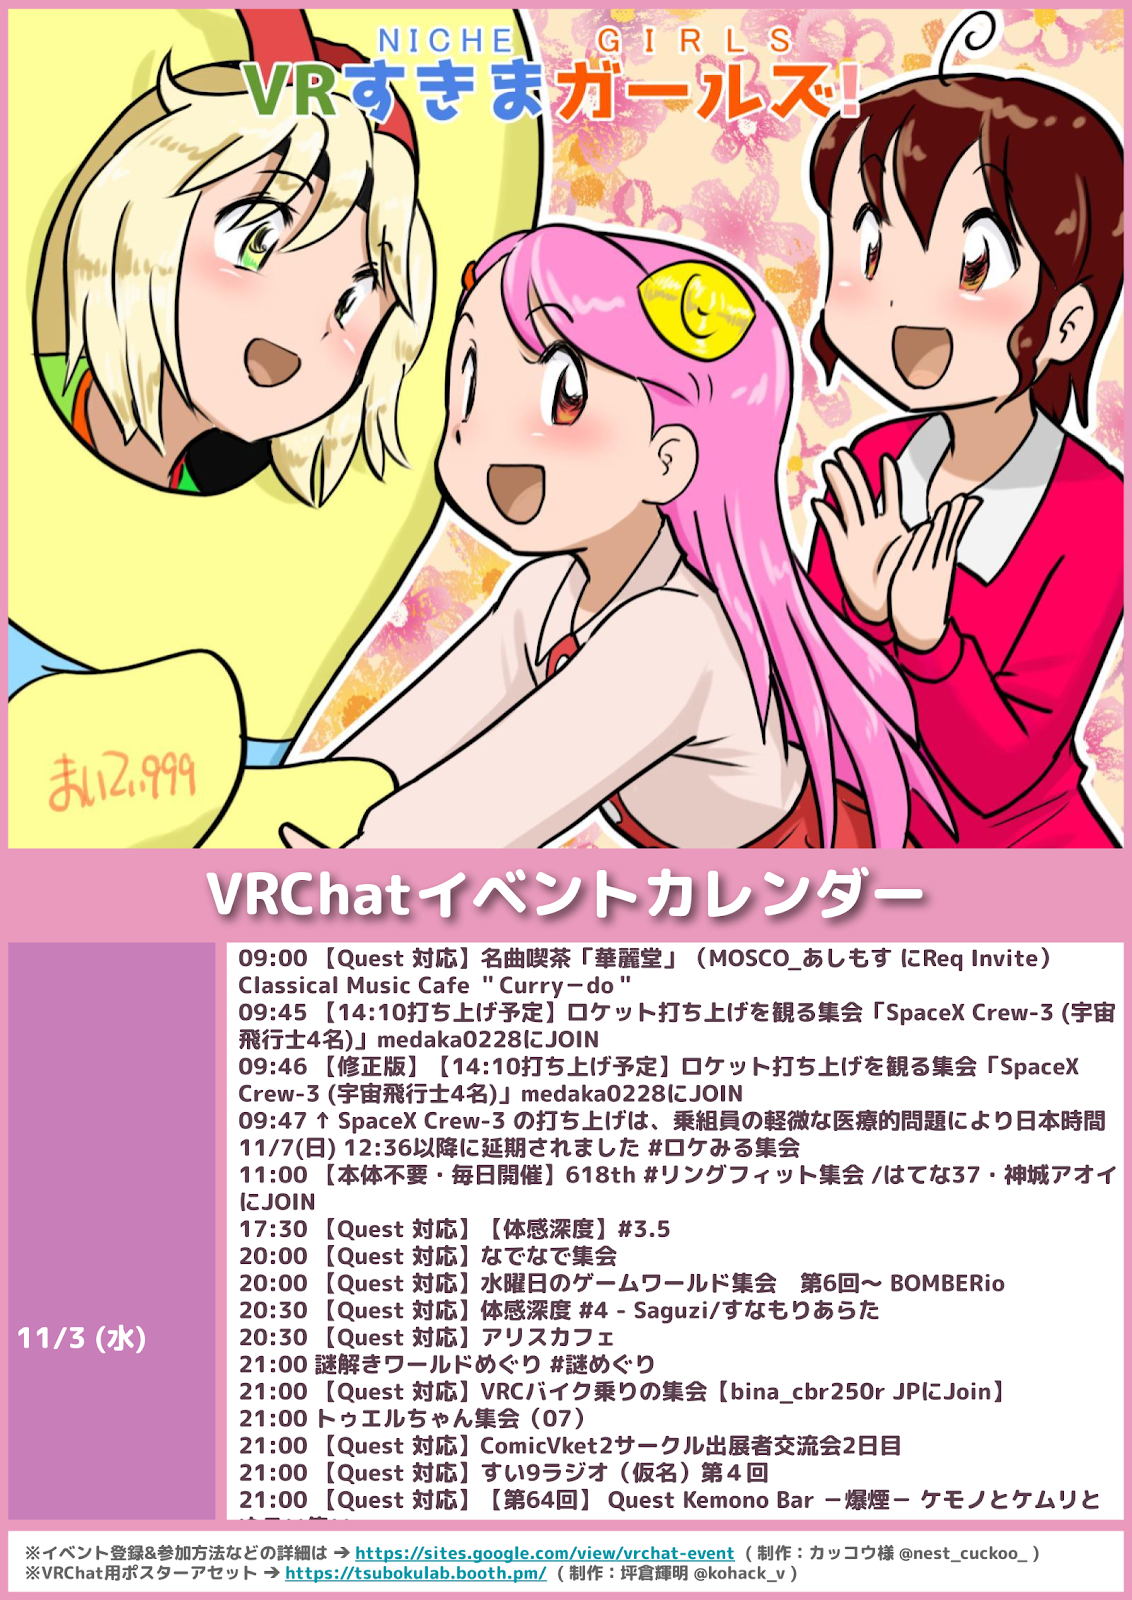 NICHE GIRLS
VRすきまガールズ!
まいてぃ999
VRChatイベントカレンダー
11/3 (水)
09:00 【Quest 対応】名曲喫茶「華麗堂」（MOSCO_あしもす にReq Invite）
Classical Music Cafe ＂Curry－do＂
09:45 【14:10打ち上げ予定】ロケット打ち上げを観る集会「SpaceX Crew-3 (宇宙
飛行士4名)」medaka0228にJOIN
09:46 【修正版】【14:10打ち上げ予定】ロケット打ち上げを観る集会「SpaceX
Crew-3 (宇宙飛行士4名)」medaka0228にJOIN
09:47 ↑ SpaceX Crew-3 の打ち上げは、乗組員の軽微な医療的問題により日本時間
11/7(日) 12:36以降に延期されました #ロケみる集会
11:00 【本体不要・毎日開催】618th #リングフィット集会 /はてな37・神城アオイ
にJOIN
17:30 【Quest 対応】【体感深度】#3.5
20:00 【Quest 対応】なでなで集会
20:00 【Quest 対応】水曜日のゲームワールド集会　第6回～ BOMBERio
20:30 【Quest 対応】体感深度 #4 - Saguzi/すなもりあらた
20:30 【Quest 対応】アリスカフェ
21:00 謎解きワールドめぐり #謎めぐり
21:00 【Quest 対応】VRCバイク乗りの集会【bina_cbr250r JPにJoin】
21:00 トゥエルちゃん集会（07）
21:00 【Quest 対応】ComicVket2サークル出展者交流会2日目
21:00 【Quest 対応】すい9ラジオ（仮名）第４回
21:00 【Quest 対応】【第64回】 Quest Kemono Bar －爆煙－ ケモノとケムリと
※イベント登録&参加方法などの詳細は → https://sites.google.com/view/vrchat-event （ 制作：カッコウ様 @nest_cuckoo_ ）
※VRChat用ポスターアセット → https://tsubokulab.booth.pm/ （ 制作：坪倉輝明 @kohack_v ）